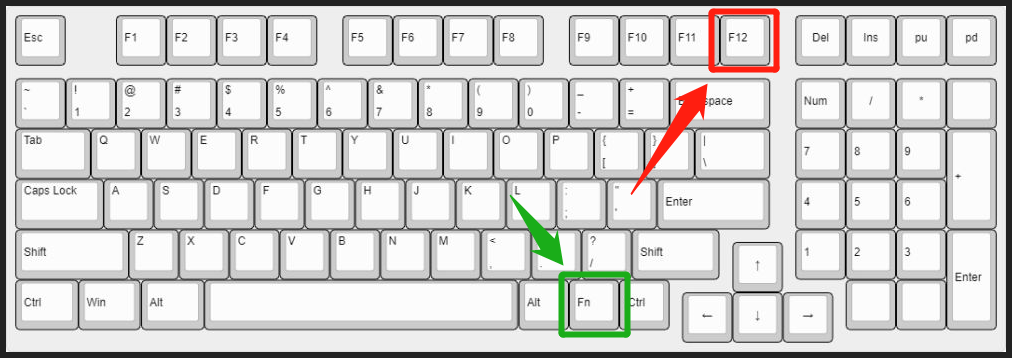 Esc F1 F2 F3 F4 F5 F6 F7 F8 F9 F10 F11 F12 Del Ins pu pd
~ ! @ # $ % ^ & * ( ) _ +
` 1 2 3 4 5 6 7 8 9 0 - = space Num / *
Tab Q W E R T Y U I O P { } |
[ \ 7 8 9
+
Caps Lock A S D F G H J K L : "
; ' Enter 4 5 6
Shift Z X C V B N M < ?
, . / Shift ↑ 1 2 3
Enter
Ctrl Win Alt Alt Fn Ctrl ← ↓ →